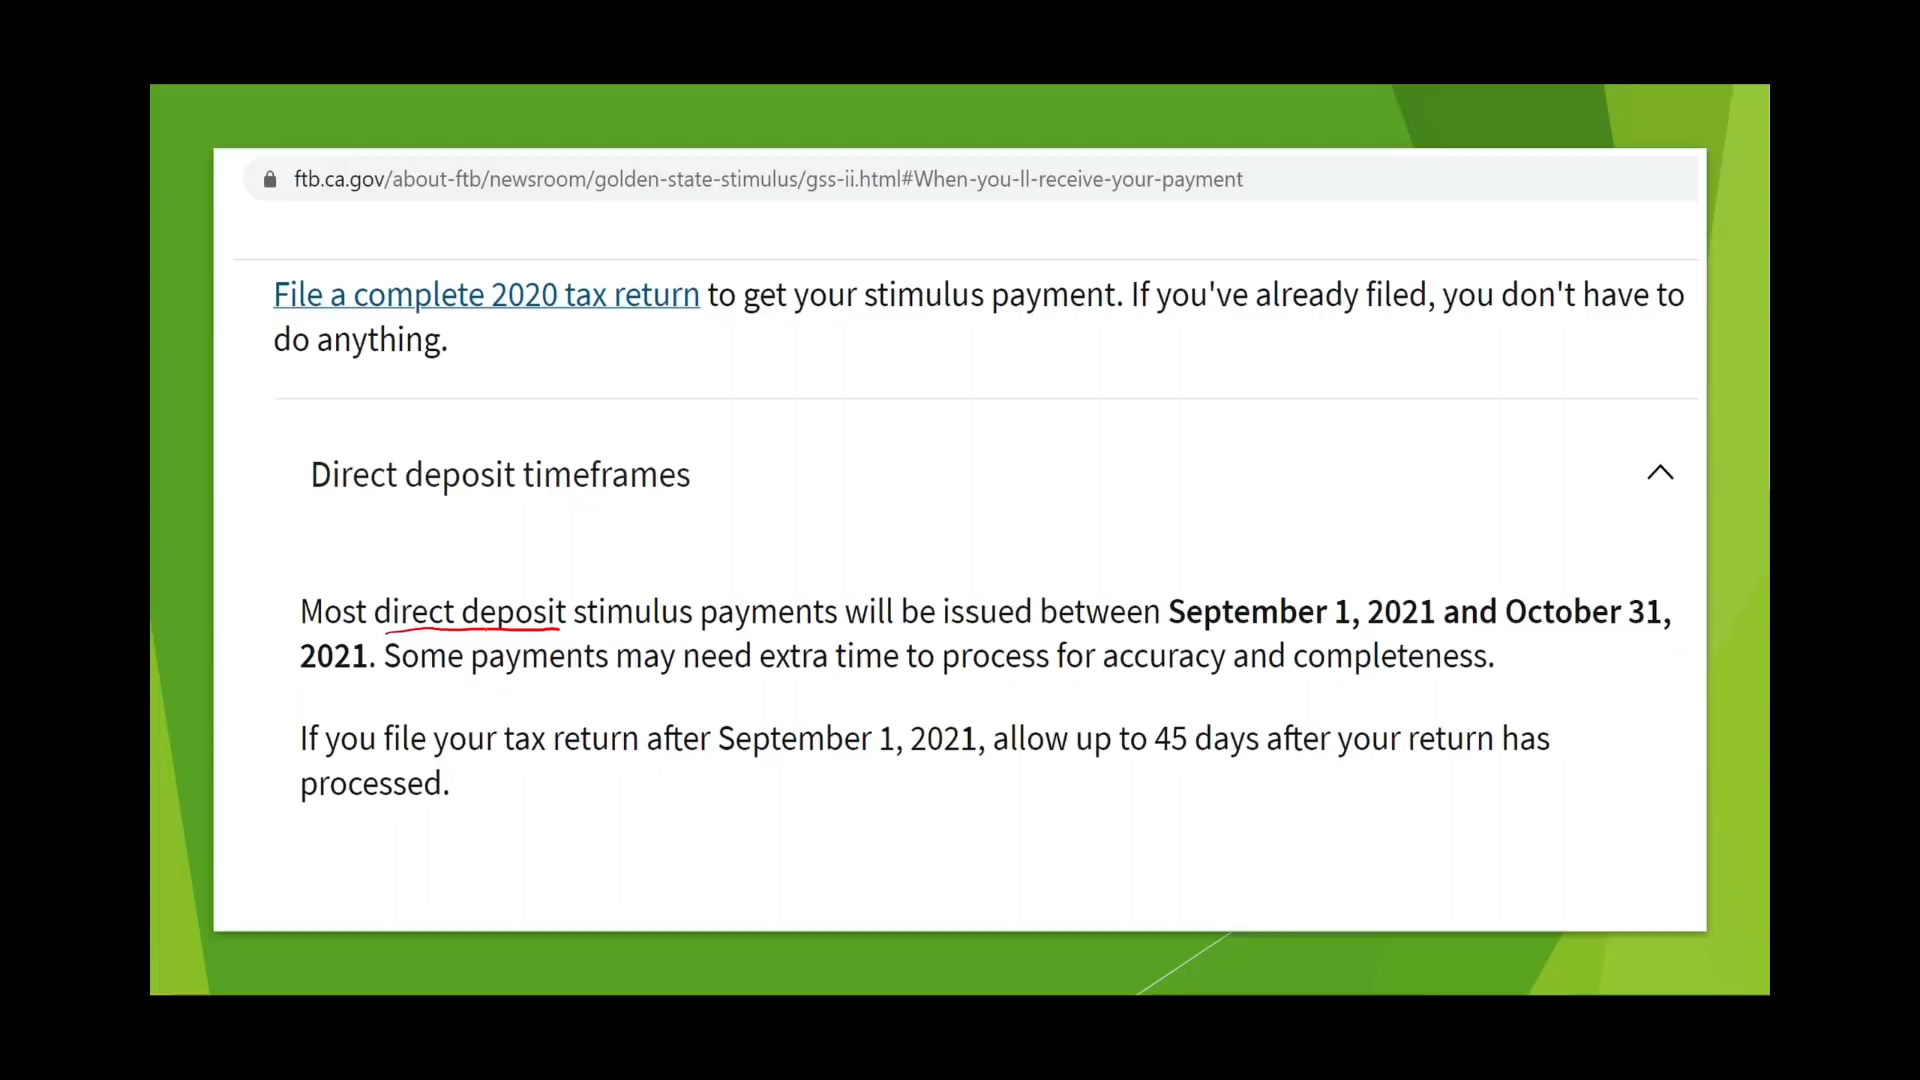 ftb.ca.gov/about-ftb/newsroom/golden-state-stimulus/gss-ii.html#When-you-ll-receive-your-payment
File a complete 2020 tax return to get your stimulus payment. If you've already filed, you don't have to
do anything.
Direct deposit timeframes
Most direct deposit stimulus payments will be issued between September 1, 2021 and October 31,
2021. Some payments may need extra time to process for accuracy and completeness.
If you file your tax return after September 1, 2021, allow up to 45 days after your return has
processed.